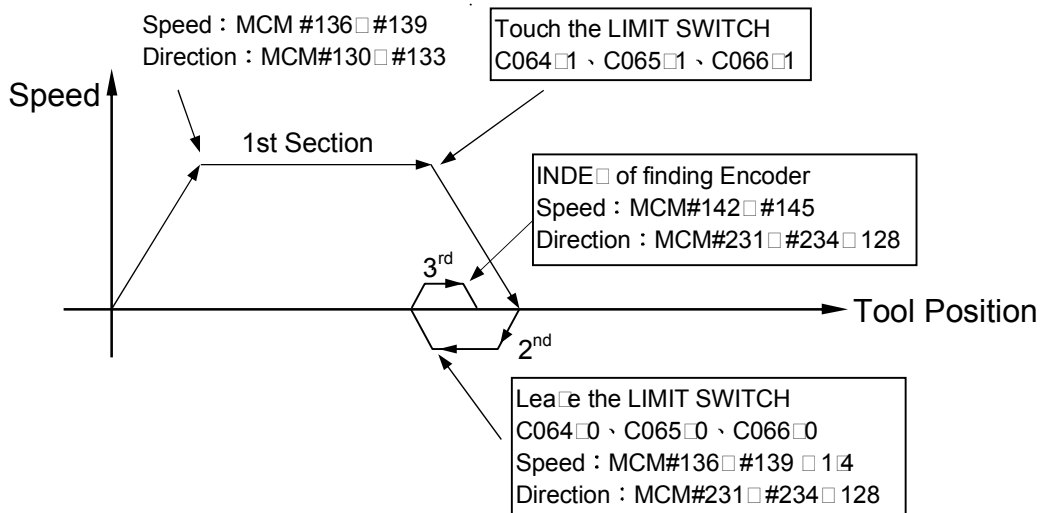 Speed：MCM #136□ #139
Direction：MCM#130□ #133
Touch the LIMIT SWITCH
C064□1、C065□1、C066□1
Speed
1st Section
INDE□ of finding Encoder
Speed：MCM#142□ #145
Direction：MCM#231□ #234□ 128
3rd
Tool Position
2nd
Lea□e the LIMIT SWITCH
C064□0、C065□0、C066□0
Speed：MCM#136□ #139 □ 1□4
Direction：MCM#231□ #234□ 128